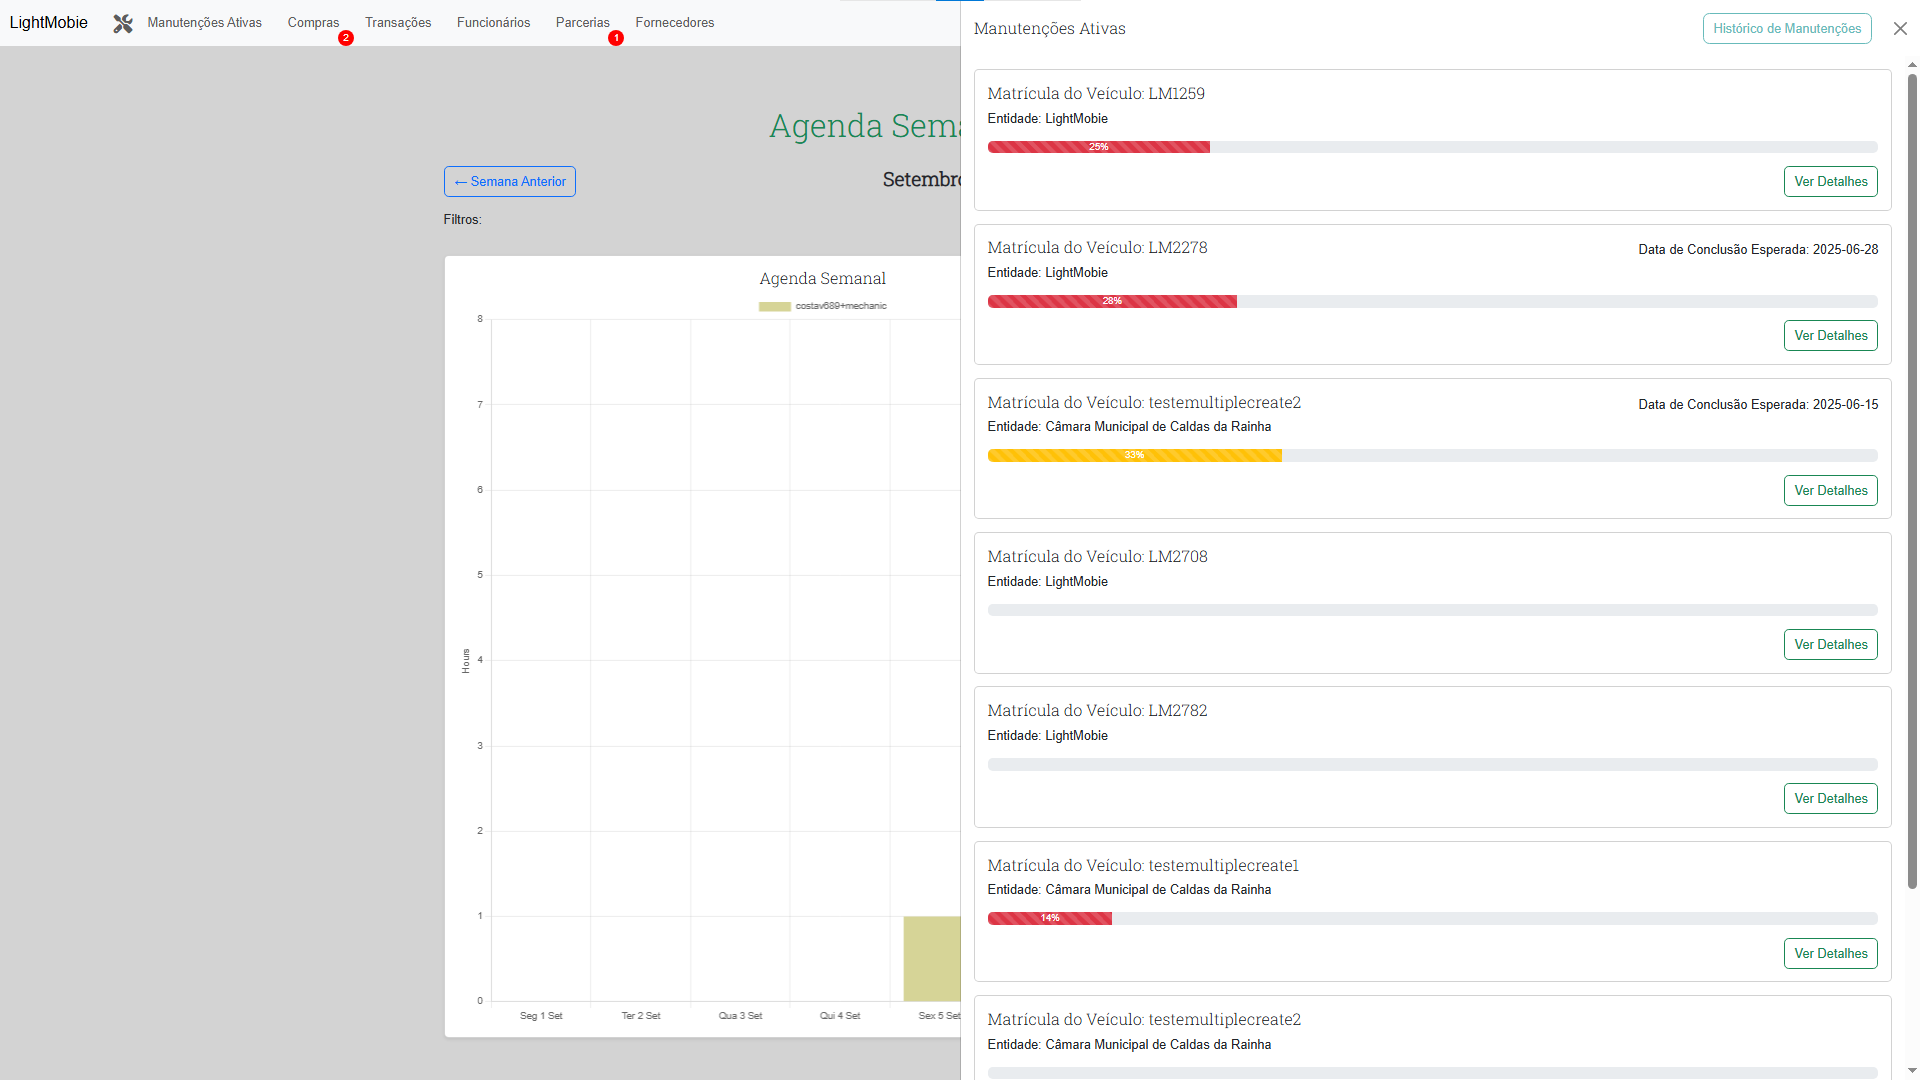 LightMobie
Manutenções Ativas
Compras
2
Transações
Funcionários
Parcerias
1
Fornecedores
Agenda Sema
← Semana Anterior
Setembro
Filtros:
Agenda Semanal
costav689+mechanic
8
7
6
5
4
3
2
1
0
Hours
Seg 1 Set
Ter 2 Set
Qua 3 Set
Qui 4 Set
Sex 5 Set
Manutenções Ativas
Histórico de Manutenções
Matrícula do Veículo: LM1259
Entidade: LightMobie
25%
Ver Detalhes
Matrícula do Veículo: LM2278
Data de Conclusão Esperada: 2025-06-28
Entidade: LightMobie
28%
Ver Detalhes
Matrícula do Veículo: testemultiplecreate2
Data de Conclusão Esperada: 2025-06-15
Entidade: Câmara Municipal de Caldas da Rainha
33%
Ver Detalhes
Matrícula do Veículo: LM2708
Entidade: LightMobie
Ver Detalhes
Matrícula do Veículo: LM2782
Entidade: LightMobie
Ver Detalhes
Matrícula do Veículo: testemultiplecreate1
Entidade: Câmara Municipal de Caldas da Rainha
14%
Ver Detalhes
Matrícula do Veículo: testemultiplecreate2
Entidade: Câmara Municipal de Caldas da Rainha